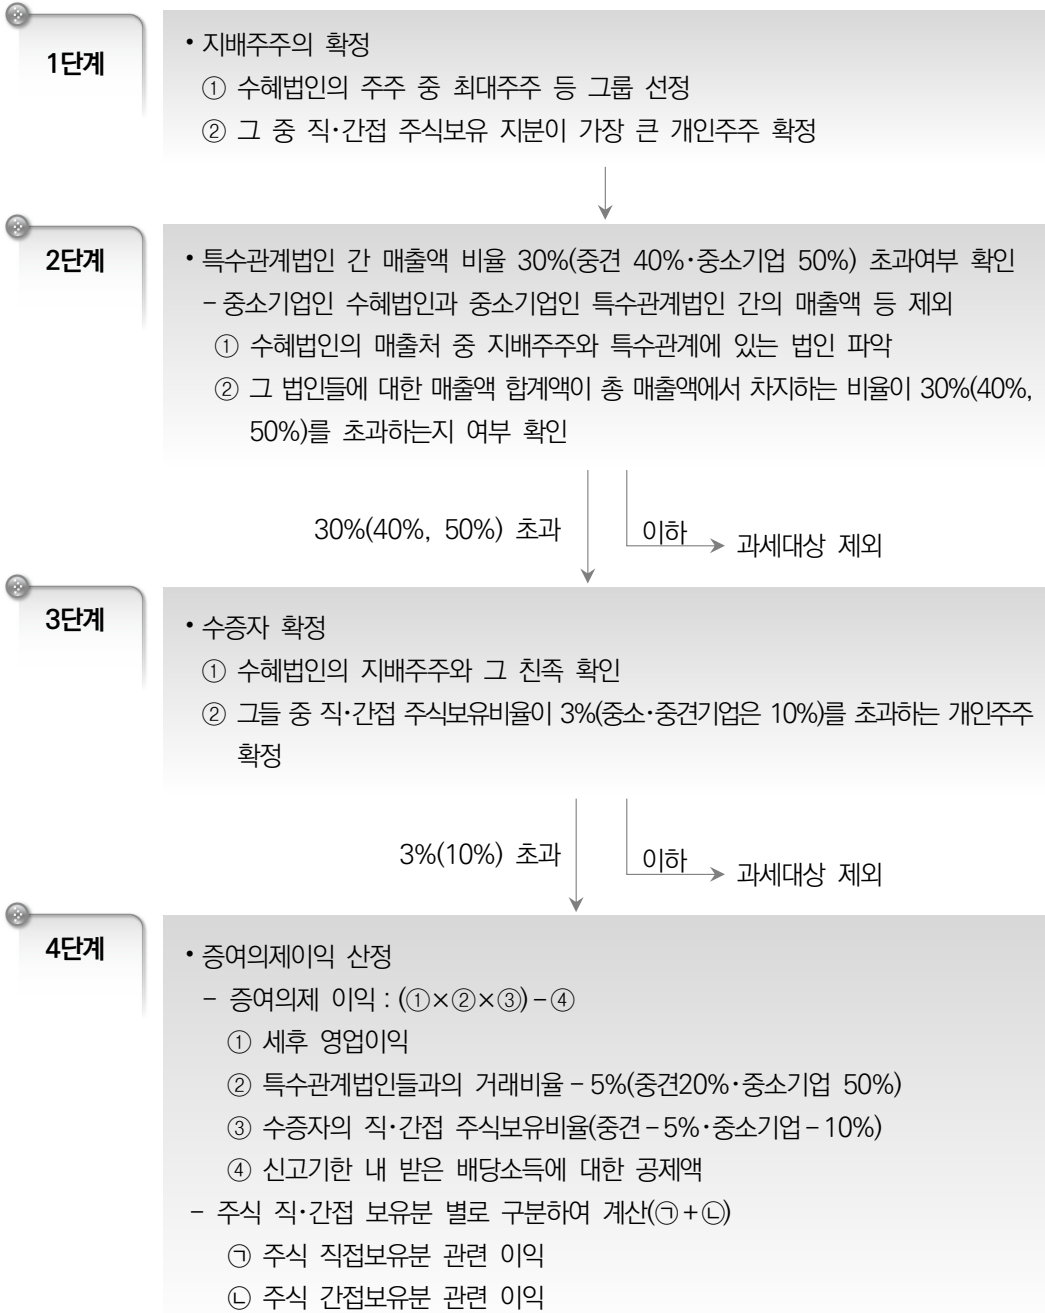 1단계
• 지배주주의 확정
① 수혜법인의 주주 중 최대주주 등 그룹 선정
② 그 중 직·간접 주식보유 지분이 가장 큰 개인주주 확정
2단계
• 특수관계법인 간 매출액 비율 30%(중견 40%·중소기업 50%) 초과여부 확인
- 중소기업인 수혜법인과 중소기업인 특수관계법인 간의 매출액 등 제외
① 수혜법인의 매출처 중 지배주주와 특수관계에 있는 법인 파악
② 그 법인들에 대한 매출액 합계액이 총 매출액에서 차지하는 비율이 30%(40%,
50%)를 초과하는지 여부 확인
30%(40%, 50%) 초과
이하
과세대상 제외
3단계
• 수증자 확정
① 수혜법인의 지배주주와 그 친족 확인
② 그들 중 직·간접 주식보유비율이 3%(중소·중견기업은 10%)를 초과하는 개인주주
확정
3%(10%) 초과
이하
과세대상 제외
4단계
• 증여의제이익 산정
- 증여의제 이익 : (①×②×③)-④
① 세후 영업이익
② 특수관계법인들과의 거래비율 - 5%(중견20%·중소기업 50%)
③ 수증자의 직·간접 주식보유비율(중견-5%·중소기업-10%)
④ 신고기한 내 받은 배당소득에 대한 공제액
- 주식 직·간접 보유분 별로 구분하여 계산(㉠+㉡)
㉠ 주식 직접보유분 관련 이익
㉡ 주식 간접보유분 관련 이익